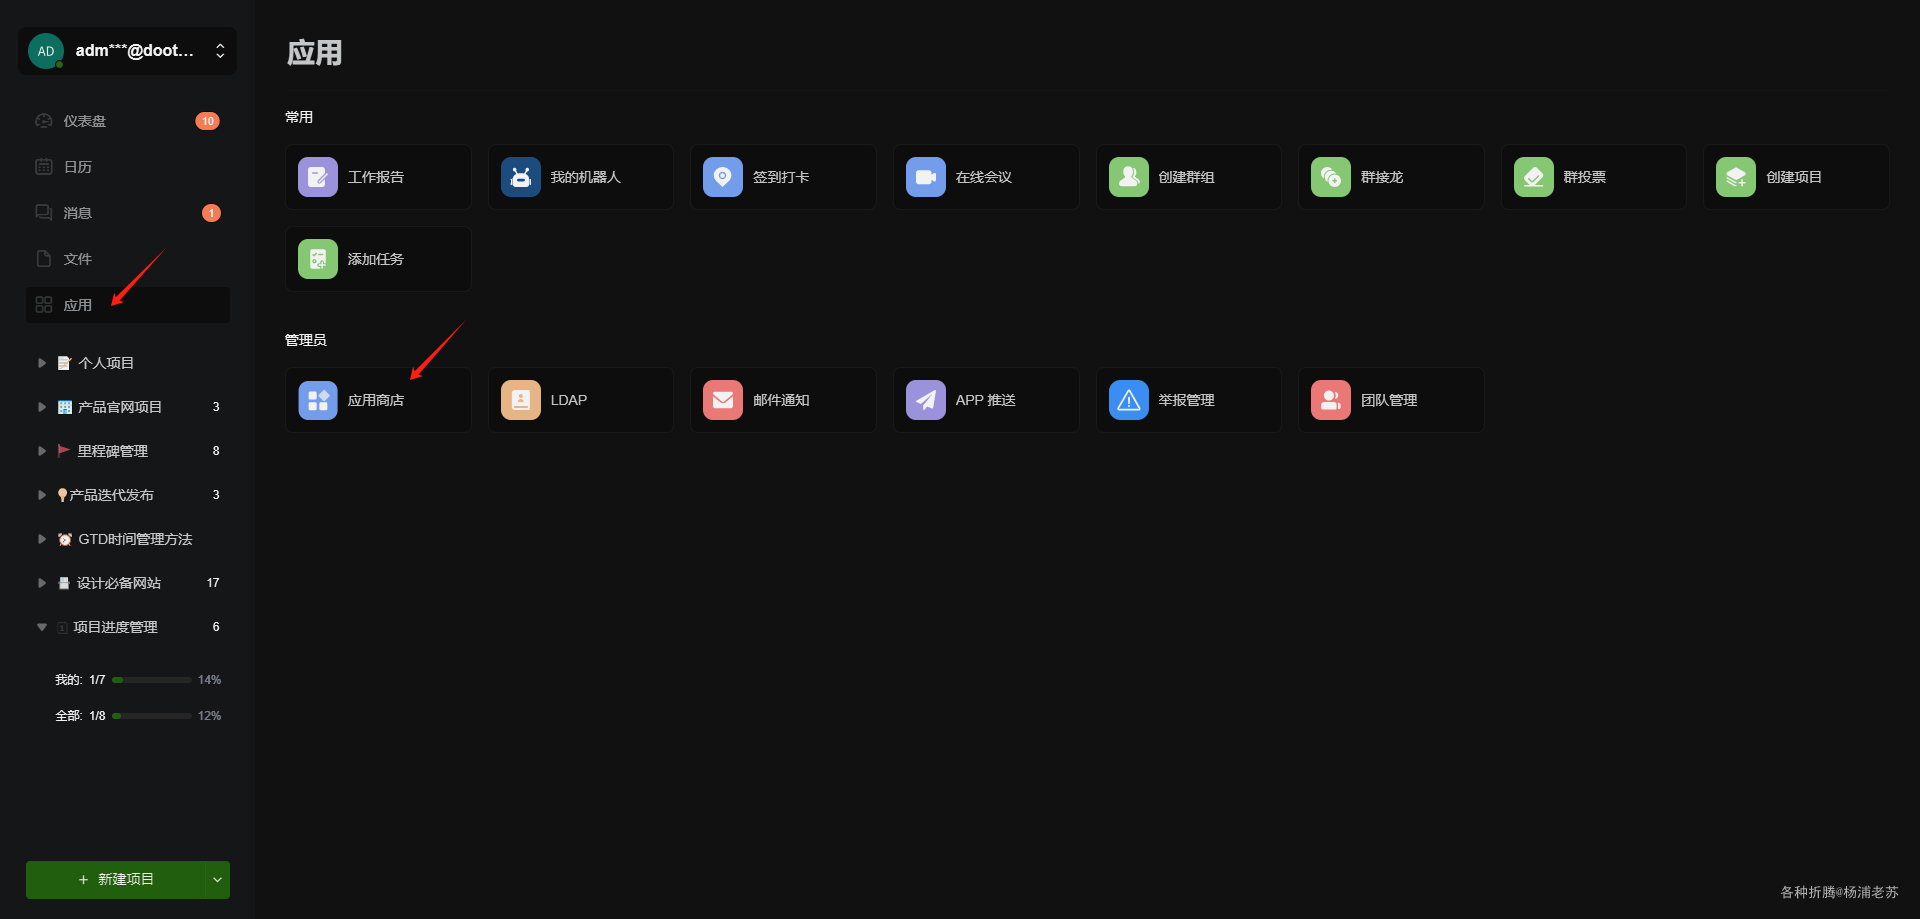 AD
adm***@doot...
仪表盘 10
日历
消息 1
文件
应用
个人项目
产品官网项目 3
里程碑管理 8
产品迭代发布 3
GTD时间管理方法
设计必备网站 17
项目进度管理 6
我的: 1/7 14%
全部: 1/8 12%
+ 新建项目
应用
常用
工作报告 我的机器人 签到打卡 在线会议 创建群组 群接龙 群投票 创建项目
添加任务
管理员
应用商店 LDAP 邮件通知 APP 推送 举报管理 团队管理
各种折腾@杨浦老苏